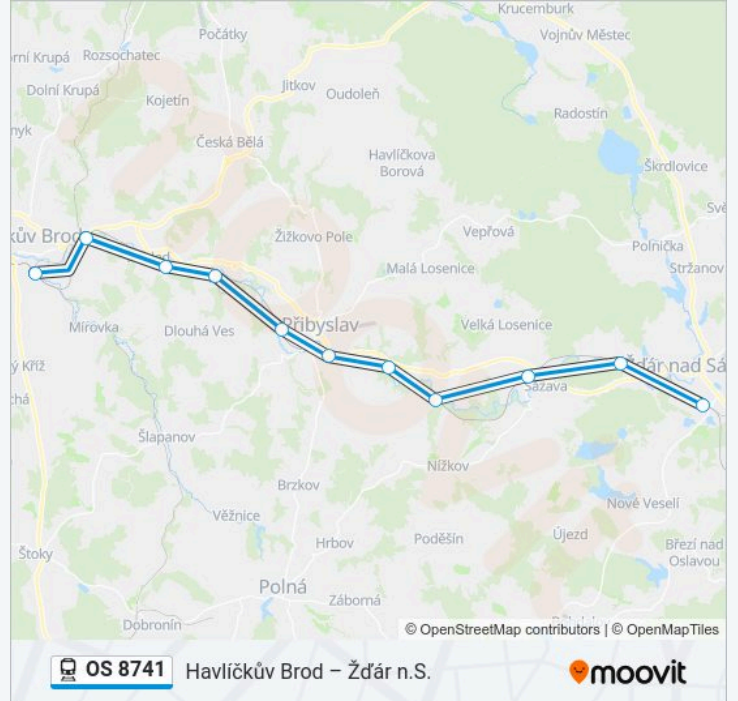 Krucemburk
Počátky
Vojnův Městec
orní Krupá
Rozsochatec
Dolní Krupá
Jitkov
Oudoleň
Kojetín
Radostín
nyk
Česká Bělá
Havlíčkova
Borová
Škrdlovice
Své
kův Brod
Žižkovo Pole
Vepřová
Polnička
Malá Losenice
Stržanov
Mírovka
Dlouhá Ves
Přibyslav
Velká Losenice
ý Kříž
Žďár nad Sá
Sázava
chá
Šlapanov
Nížkov
Brzkov
Nové Veselí
Věžnice
Hrbov
Poděšín
Újezd
Březí nad
Oslavou
Štoky
Polná
Záborná
Dobronín
© OpenStreetMap contributors | © OpenMapTiles
OS 8741
Havlíčkův Brod – Žďár n.S.
moovit